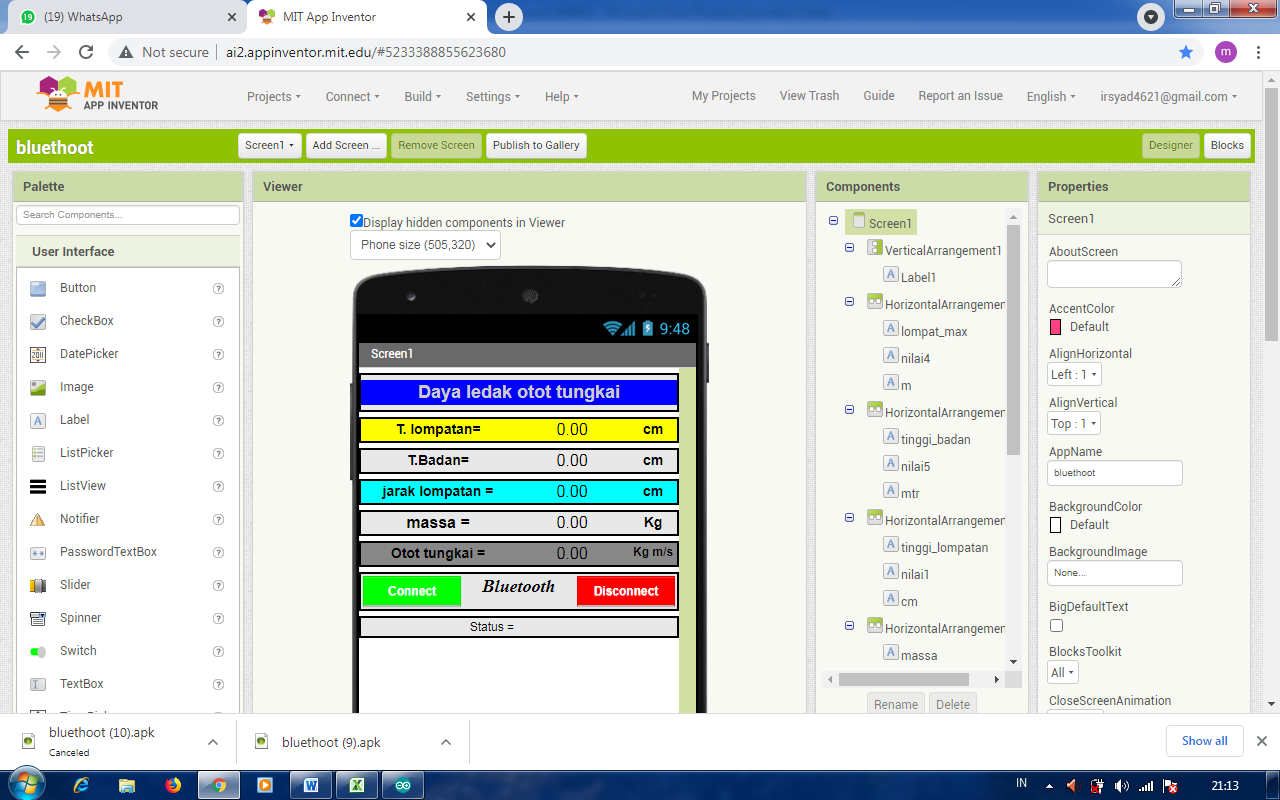 (19) WhatsApp
MIT App Inventor
Not secure
ai2.appinventor.mit.edu/#5233388855623680
m
MIT
APP INVENTOR
Projects
Connect
Build
Settings
Help
My Projects
View Trash
Guide
Report an Issue
English
irsyad4621@gmail.com
bluethoot
Screen1
Add Screen ...
Remove Screen
Publish to Gallery
Designer
Blocks
Palette
Search Components...
User Interface
Button
CheckBox
DatePicker
Image
Label
ListPicker
ListView
Notifier
PasswordTextBox
Slider
Spinner
Switch
TextBox
Viewer
Display hidden components in Viewer
Phone size (505,320)
9:48
Screen1
Daya ledak otot tungkai
T. lompatan= 0.00 cm
T.Badan= 0.00 cm
jarak lompatan = 0.00 cm
massa = 0.00 Kg
Otot tungkai = 0.00 Kg m/s
Connect Bluetooth Disconnect
Status =
Components
Screen1
VerticalArrangement1
Label1
HorizontalArrangemen
lompat_max
nilai4
m
HorizontalArrangemen
tinggi_badan
nilai5
mtr
HorizontalArrangemen
tinggi_lompatan
nilai1
cm
HorizontalArrangemen
massa
Rename
Delete
Properties
Screen1
AboutScreen
AccentColor
Default
AlignHorizontal
Left : 1
AlignVertical
Top : 1
AppName
bluethoot
BackgroundColor
Default
BackgroundImage
None...
BigDefaultText
BlocksToolkit
All
CloseScreenAnimation
bluethoot (10).apk
Canceled
bluethoot (9).apk
Show all
IN
21:13